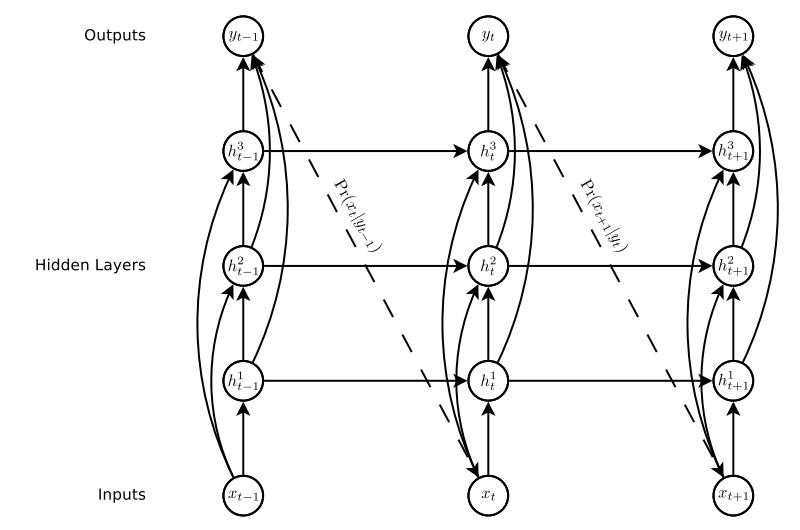 Outputs y_{t-1} y_t y_{t+1}
h^3_{t-1} h^3_t h^3_{t+1}
Pr(x_t|y_{t-1}) Pr(x_{t+1}|y_t)
Hidden Layers h^2_{t-1} h^2_t h^2_{t+1}
h^1_{t-1} h^1_t h^1_{t+1}
Inputs x_{t-1} x_t x_{t+1}